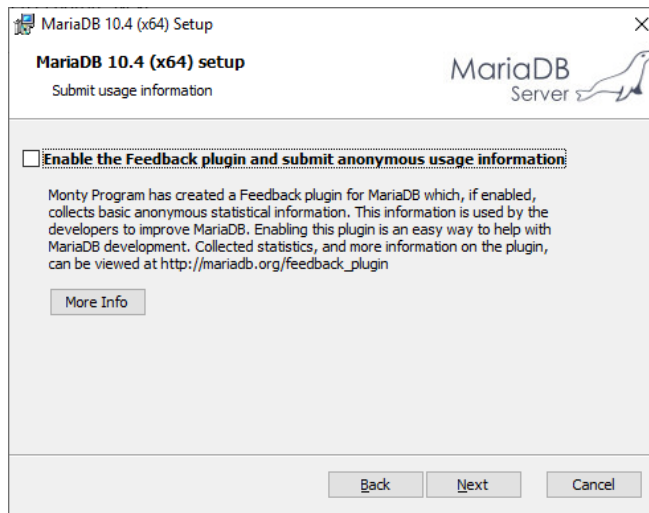 MariaDB 10.4 (x64) Setup
MariaDB 10.4 (x64) setup
Submit usage information
MariaDB
Server
Enable the Feedback plugin and submit anonymous usage information
Monty Program has created a Feedback plugin for MariaDB which, if enabled,
collects basic anonymous statistical information. This information is used by the
developers to improve MariaDB. Enabling this plugin is an easy way to help with
MariaDB development. Collected statistics, and more information on the plugin,
can be viewed at http://mariadb.org/feedback_plugin
More Info
Back
Next
Cancel